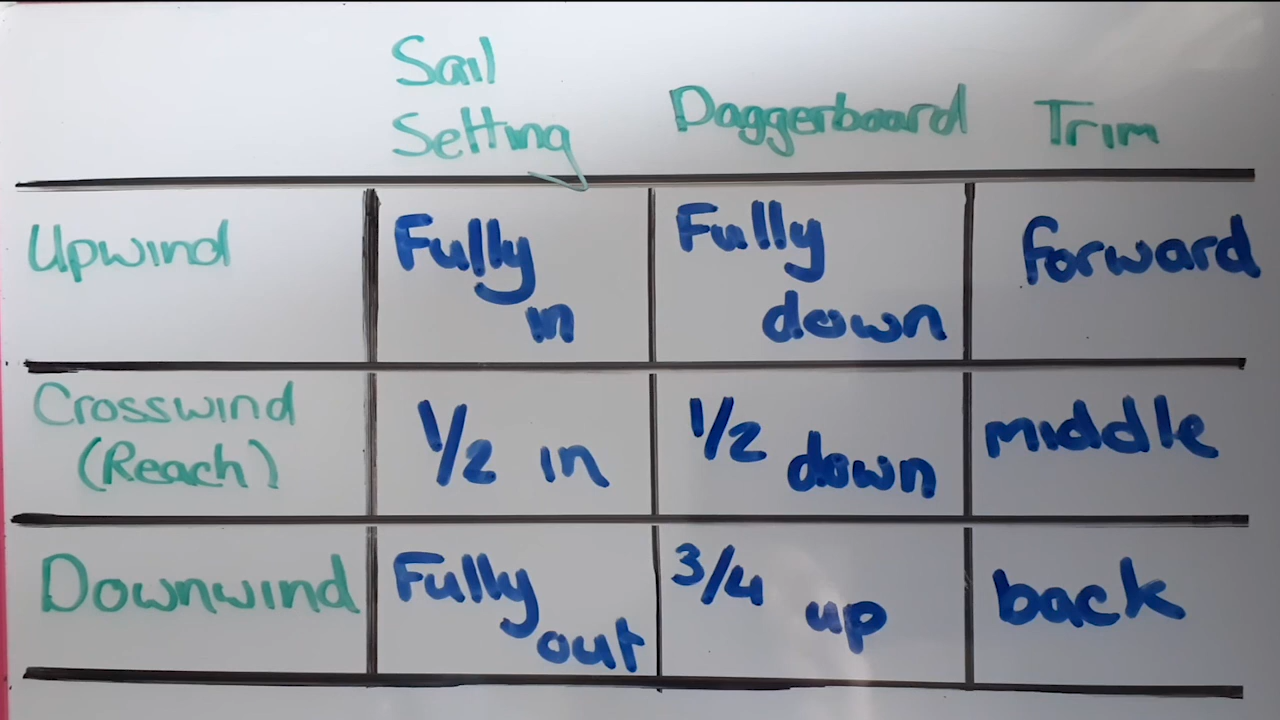 Sail
Setting
Daggerboard
Trim
Upwind
Fully
in
Fully
down
forward
Crosswind
(Reach)
1/2 in
1/2 down
middle
Downwind
Fully
out
3/4 up
back